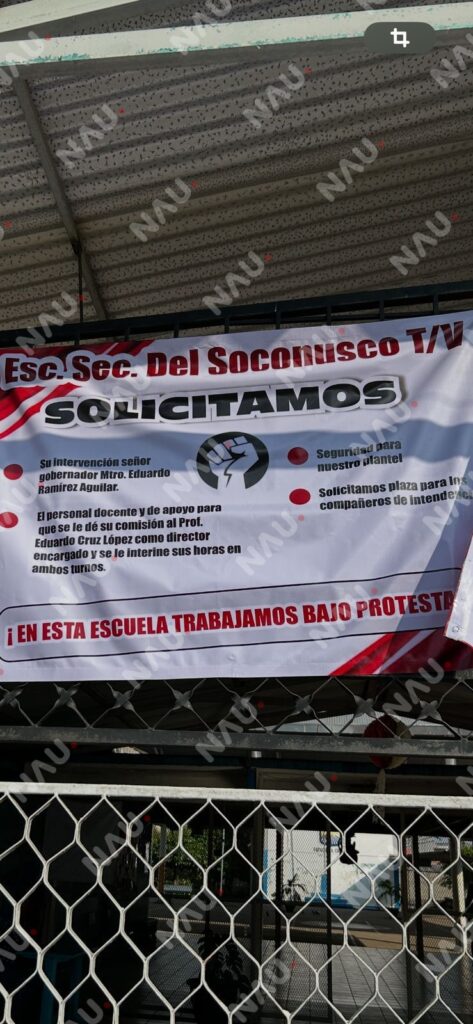 Esc. Sec. Del Soconusco T/V
SOLICITAMOS
Su intervención señor
gobernador Mtro. Eduardo
Ramírez Aguilar.
El personal docente y de apoyo para
que se le dé su comisión al Prof.
Eduardo Cruz López como director
encargado y se le interine sus horas en
ambos turnos.
Seguridad para
nuestro plantel
Solicitamos plaza para los
compañeros de intendencia
¡ EN ESTA ESCUELA TRABAJAMOS BAJO PROTESTA
NAU